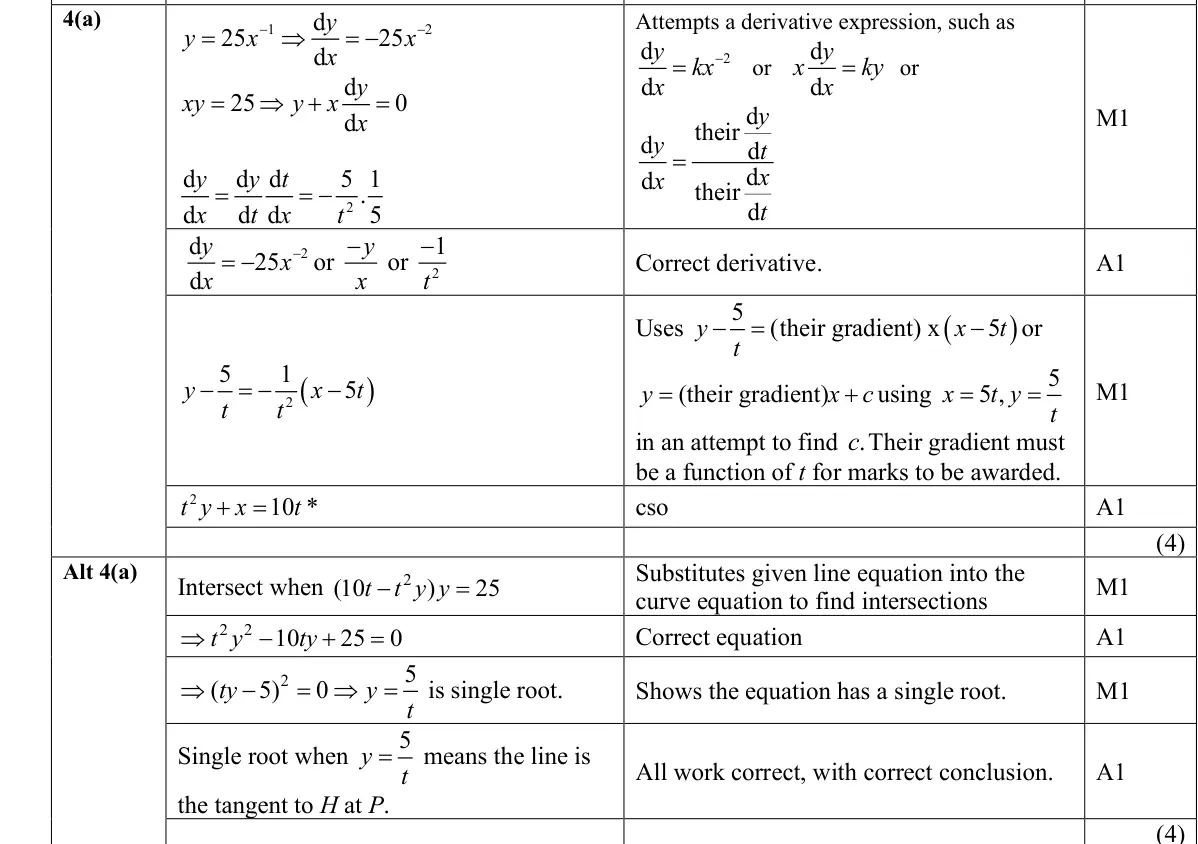 4(a)
y = 25x⁻¹ ⇒ dy/dx = −25x⁻²
xy = 25 ⇒ y + x dy/dx = 0
dy/dx = dy/dt dt/dx = − 5/t² . 1/5
Attempts a derivative expression, such as
dy/dx = kx⁻² or x dy/dx = ky or
dy/dx = their dy/dt / their dx/dt
M1
dy/dx = −25x⁻² or −y/x or −1/t²
Correct derivative.
A1
y − 5/t = − 1/t² (x − 5t)
Uses y − 5/t = (their gradient) x (x − 5t) or
y = (their gradient)x + c using x = 5t, y = 5/t
in an attempt to find c. Their gradient must
be a function of t for marks to be awarded.
M1
t²y + x = 10t *
cso
A1
(4)
Alt 4(a)
Intersect when (10t − t²y)y = 25
Substitutes given line equation into the
curve equation to find intersections
M1
⇒ t²y² − 10ty + 25 = 0
Correct equation
A1
⇒ (ty − 5)² = 0 ⇒ y = 5/t is single root.
Shows the equation has a single root.
M1
Single root when y = 5/t means the line is
the tangent to H at P.
All work correct, with correct conclusion.
A1
(4)